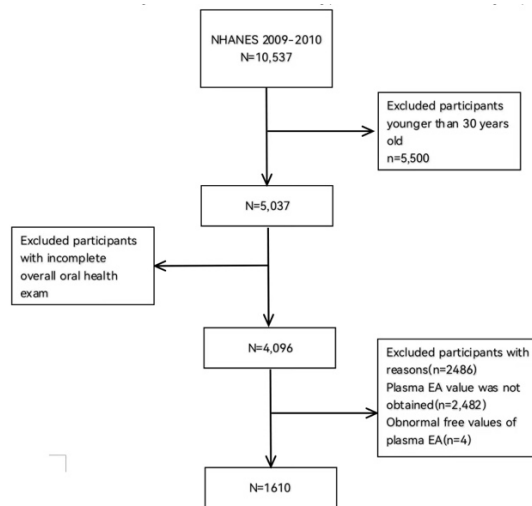 NHANES 2009-2010
N=10,537
Excluded participants
younger than 30 years
old
n=5,500
N=5,037
Excluded participants
with incomplete
overall oral health
exam
N=4,096
Excluded participants with
reasons(n=2486)
Plasma EA value was not
obtained(n=2,482)
Obnormal free values of
plasma EA(n=4)
N=1610